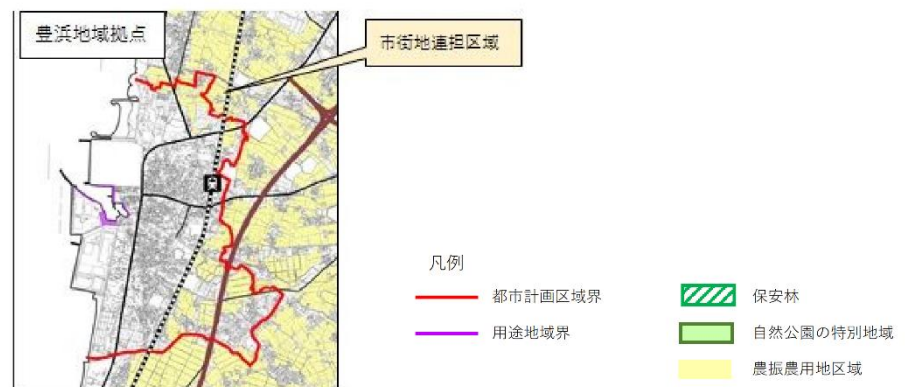 豊浜地域拠点
市街地連担区域
凡例
都市計画区域界
用途地域界
保安林
自然公園の特別地域
農振農用地区域